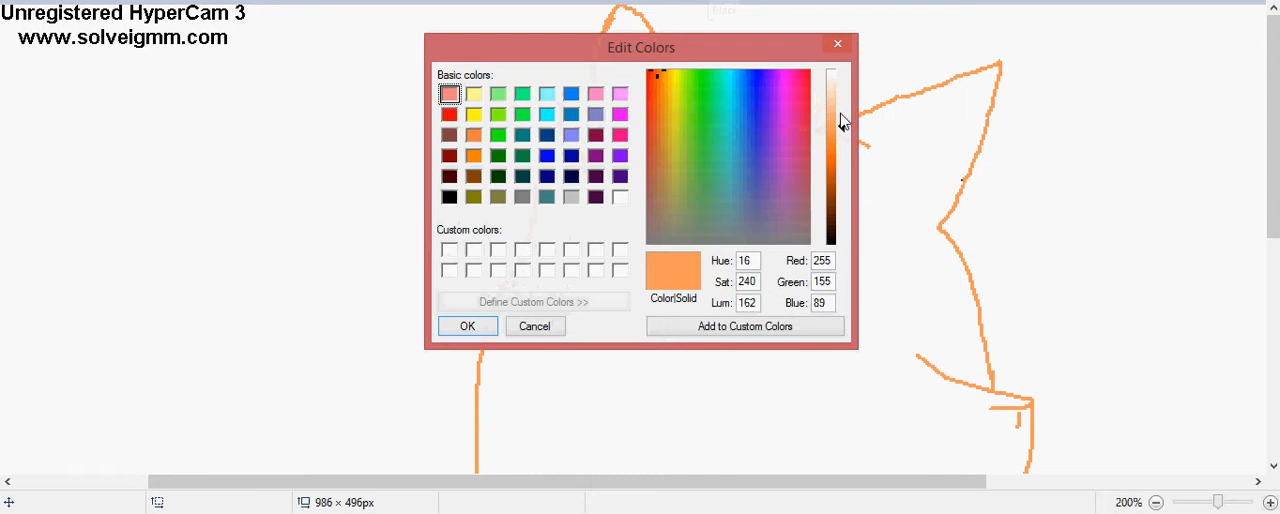 Unregistered HyperCam 3
www.solveigmm.com
Black
Edit Colors
Basic colors:
Custom colors:
Define Custom Colors >>
OK
Cancel
Color|Solid
Hue: 16
Sat: 240
Lum: 162
Red: 255
Green: 155
Blue: 89
Add to Custom Colors
986 × 496px
200%